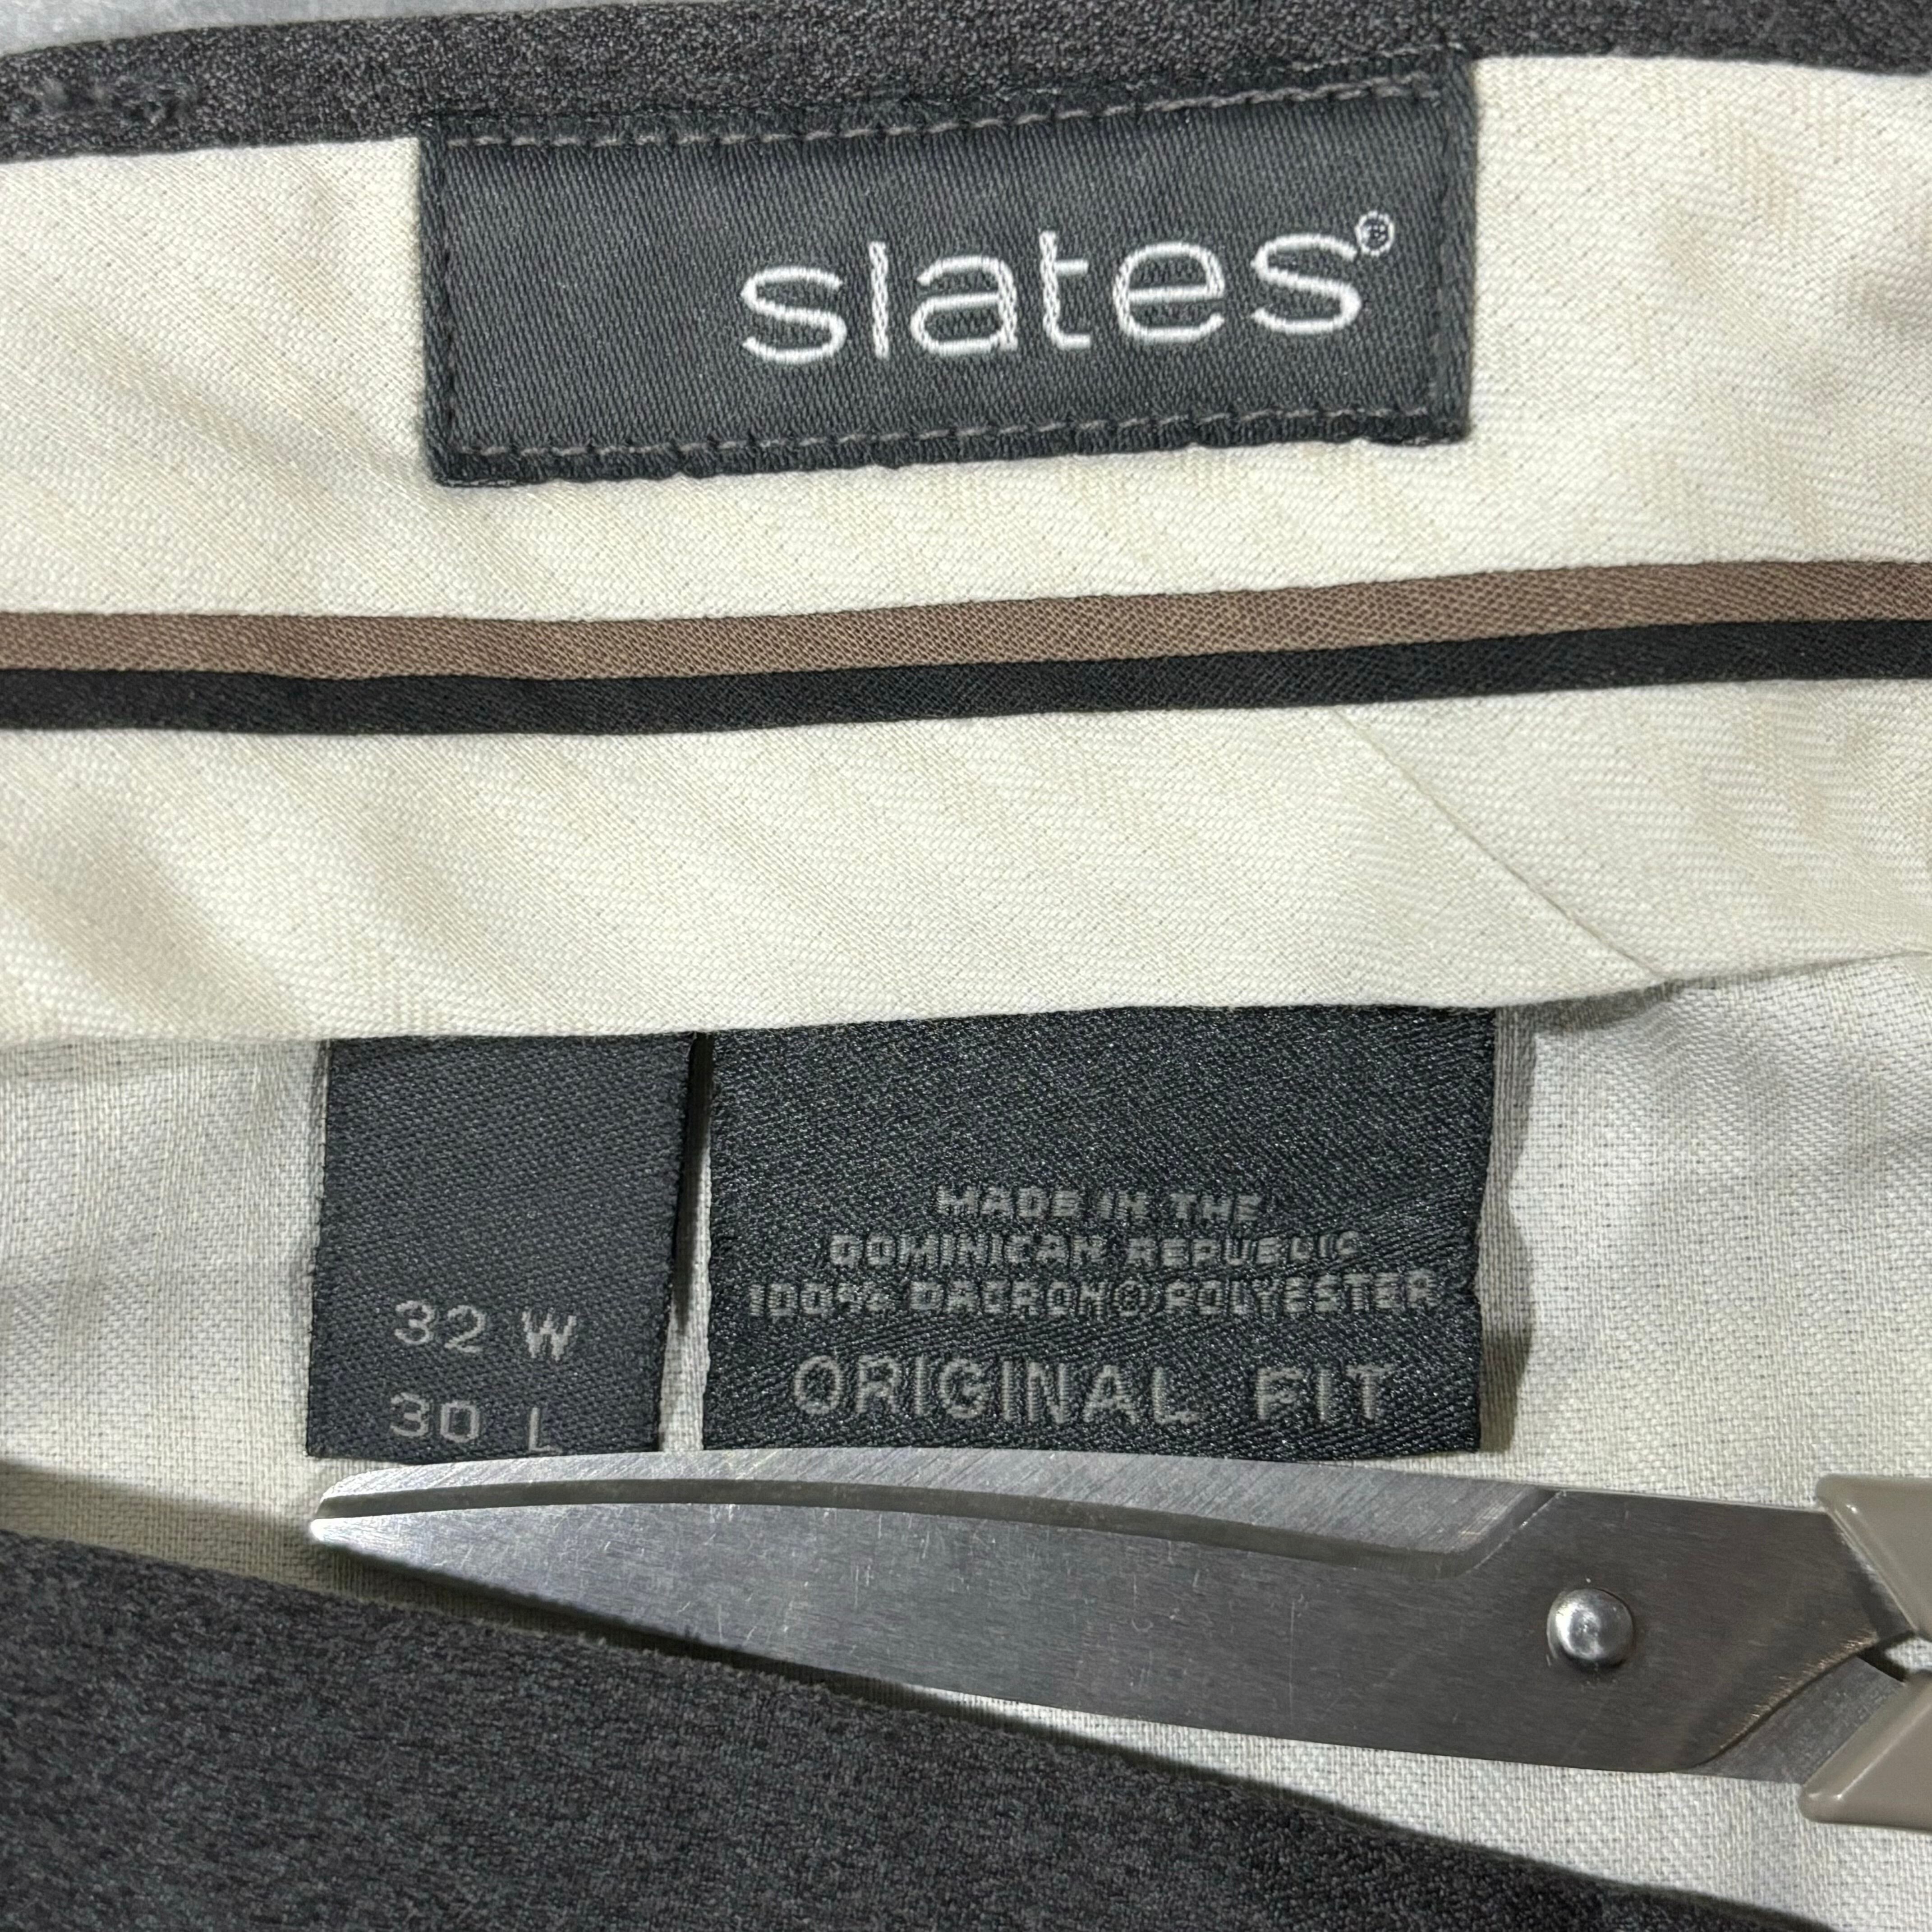 slates®
32 W
30 L
MADE IN THE
DOMINICAN REPUBLIC
100% DACRON® POLYESTER
ORIGINAL FIT